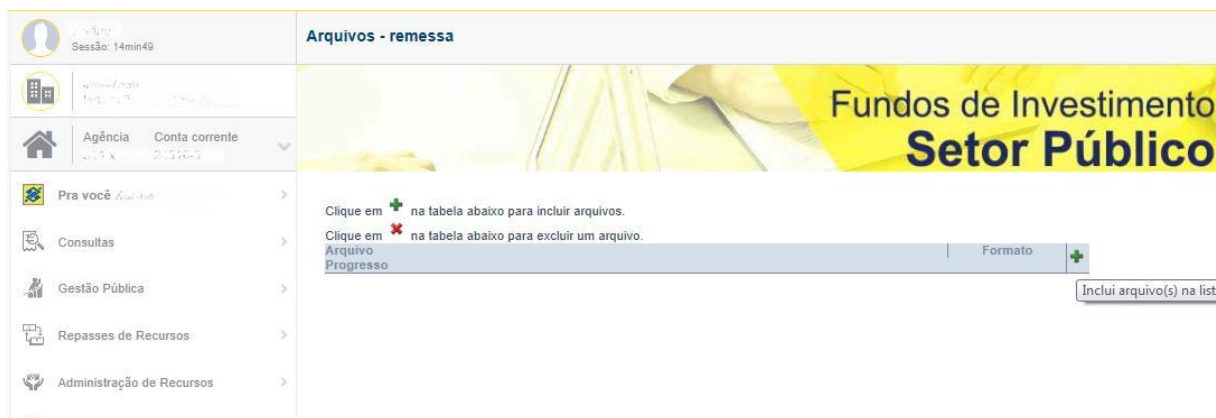 Sessão: 14min49
Arquivos - remessa
Agência Conta corrente
Fundos de Investimento
Setor Público
Pra você
Consultas
Gestão Pública
Repasses de Recursos
Administração de Recursos
Clique em na tabela abaixo para incluir arquivos.
Clique em na tabela abaixo para excluir um arquivo.
Arquivo Formato
Progresso
Inclui arquivo(s) na list